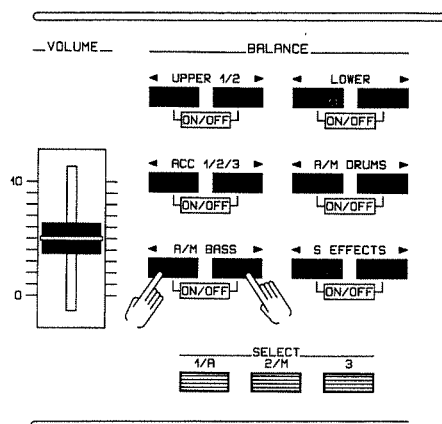 VOLUME
BALANCE
◄ UPPER 1/2 ►
◄ LOWER ►
ON/OFF
ON/OFF
◄ ACC 1/2/3 ►
◄ A/M DRUMS ►
ON/OFF
ON/OFF
10
◄ A/M BASS ►
◄ S EFFECTS ►
ON/OFF
ON/OFF
0
SELECT
1/A
2/M
3